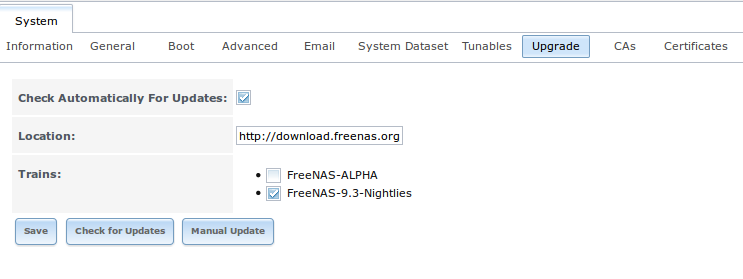 System
Information General Boot Advanced Email System Dataset Tunables Upgrade CAs Certificates
Check Automatically For Updates:
Location: http://download.freenas.org
Trains: FreeNAS-ALPHA
FreeNAS-9.3-Nightlies
Save Check for Updates Manual Update